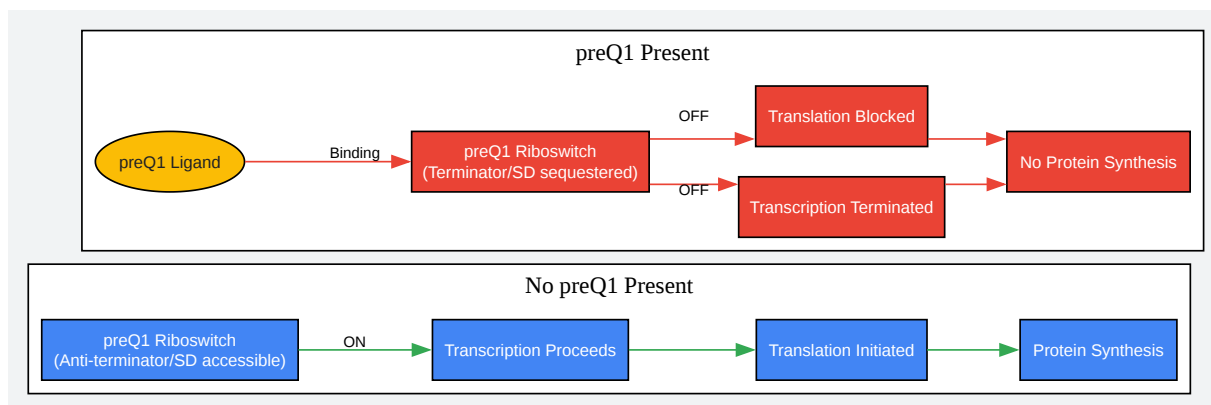 preQ1 Present
preQ1 Ligand
Binding
preQ1 Riboswitch
(Terminator/SD sequestered)
OFF
Translation Blocked
OFF
Transcription Terminated
No Protein Synthesis
No preQ1 Present
preQ1 Riboswitch
(Anti-terminator/SD accessible)
ON
Transcription Proceeds
Translation Initiated
Protein Synthesis